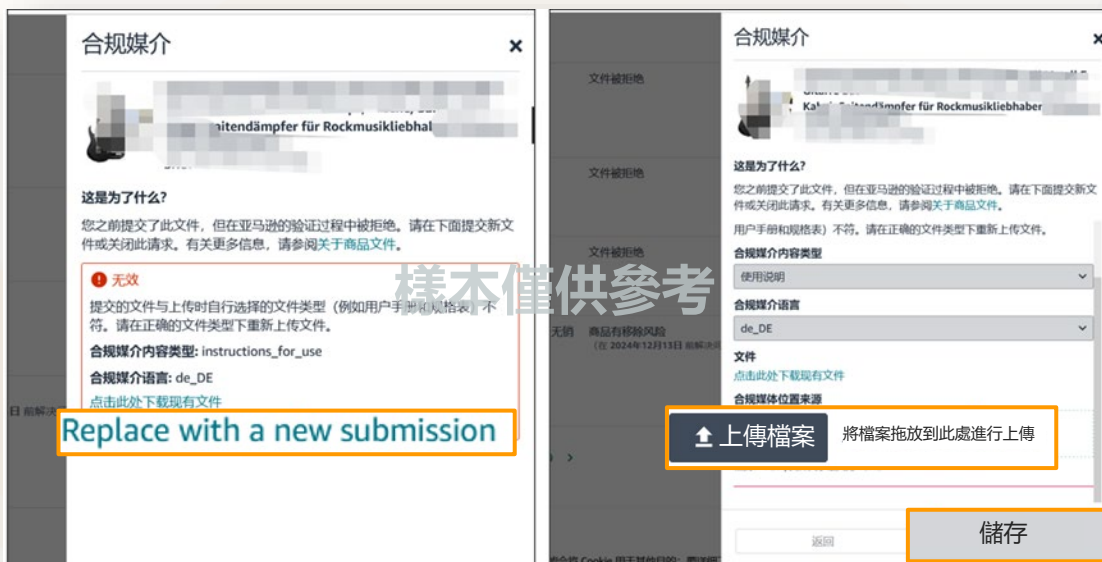 合规媒介
×
aitendämpfer für Rockmusikliebhal
这是为了什么?
您之前提交了此文件，但在亚马逊的验证过程中被拒绝。请在下面提交新文
件或关闭此请求。有关更多信息，请参阅关于商品文件。
无效
提交的文件与上传时自行选择的文件类型（例如用户手册和规格表）不
符。请在正确的文件类型下重新上传文件。
合规媒介内容类型: instructions_for_use
合规媒介语言: de_DE
点击此处下载现有文件
日 前解决
Replace with a new submission
文件被拒绝
文件被拒绝
文件被拒绝
无销 商品有移除风险
(在 2024年12月13日 前解决
合规媒介
×
für Rockmusikliebhaber
这是为了什么?
您之前提交了此文件，但在亚马逊的验证过程中被拒绝。请在下面提交新文
件或关闭此请求。有关更多信息，请参阅关于商品文件。
用户手册和规格表）不符。请在正确的文件类型下重新上传文件。
合规媒介内容类型
使用说明
合规媒介语言
de_DE
文件
点击此处下载现有文件
合规媒体位置来源
上傳檔案 將檔案拖放到此處進行上傳
返回
儲存
樣本僅供參考